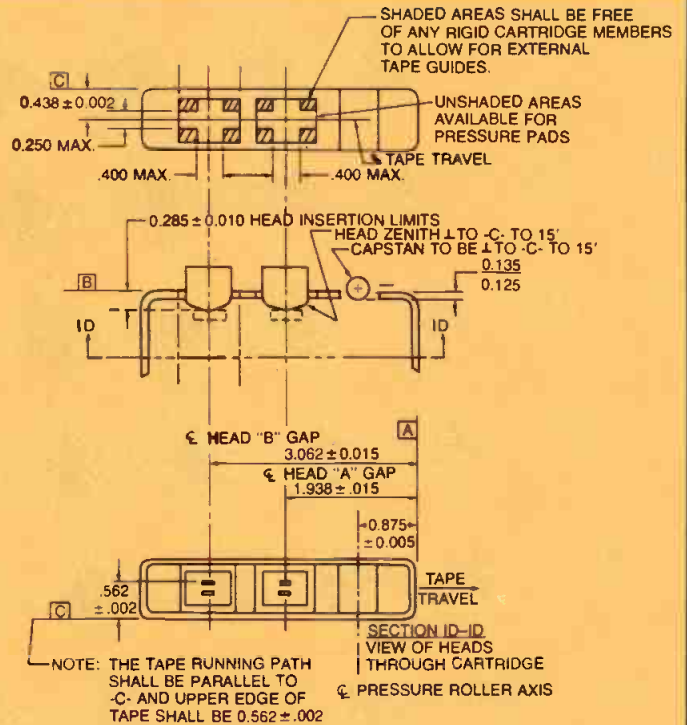 SHADED AREAS SHALL BE FREE
OF ANY RIGID CARTRIDGE MEMBERS
TO ALLOW FOR EXTERNAL
TAPE GUIDES.
C
0.438 ± 0.002
UNSHADED AREAS
AVAILABLE FOR
PRESSURE PADS
0.250 MAX.
℄ TAPE TRAVEL
.400 MAX.
.400 MAX.
0.285 ± 0.010 HEAD INSERTION LIMITS
HEAD ZENITH ⊥ TO -C- TO 15'
CAPSTAN TO BE ⊥ TO -C- TO 15'
B
0.135
0.125
ID
ID
℄ HEAD "B" GAP
A
3.062 ± 0.015
℄ HEAD "A" GAP
1.938 ± .015
0.875
± 0.005
.562
± .002
TAPE
TRAVEL
C
SECTION ID-ID
VIEW OF HEADS
THROUGH CARTRIDGE
NOTE: THE TAPE RUNNING PATH
SHALL BE PARALLEL TO
-C- AND UPPER EDGE OF
TAPE SHALL BE 0.562 ± .002
℄ PRESSURE ROLLER AXIS